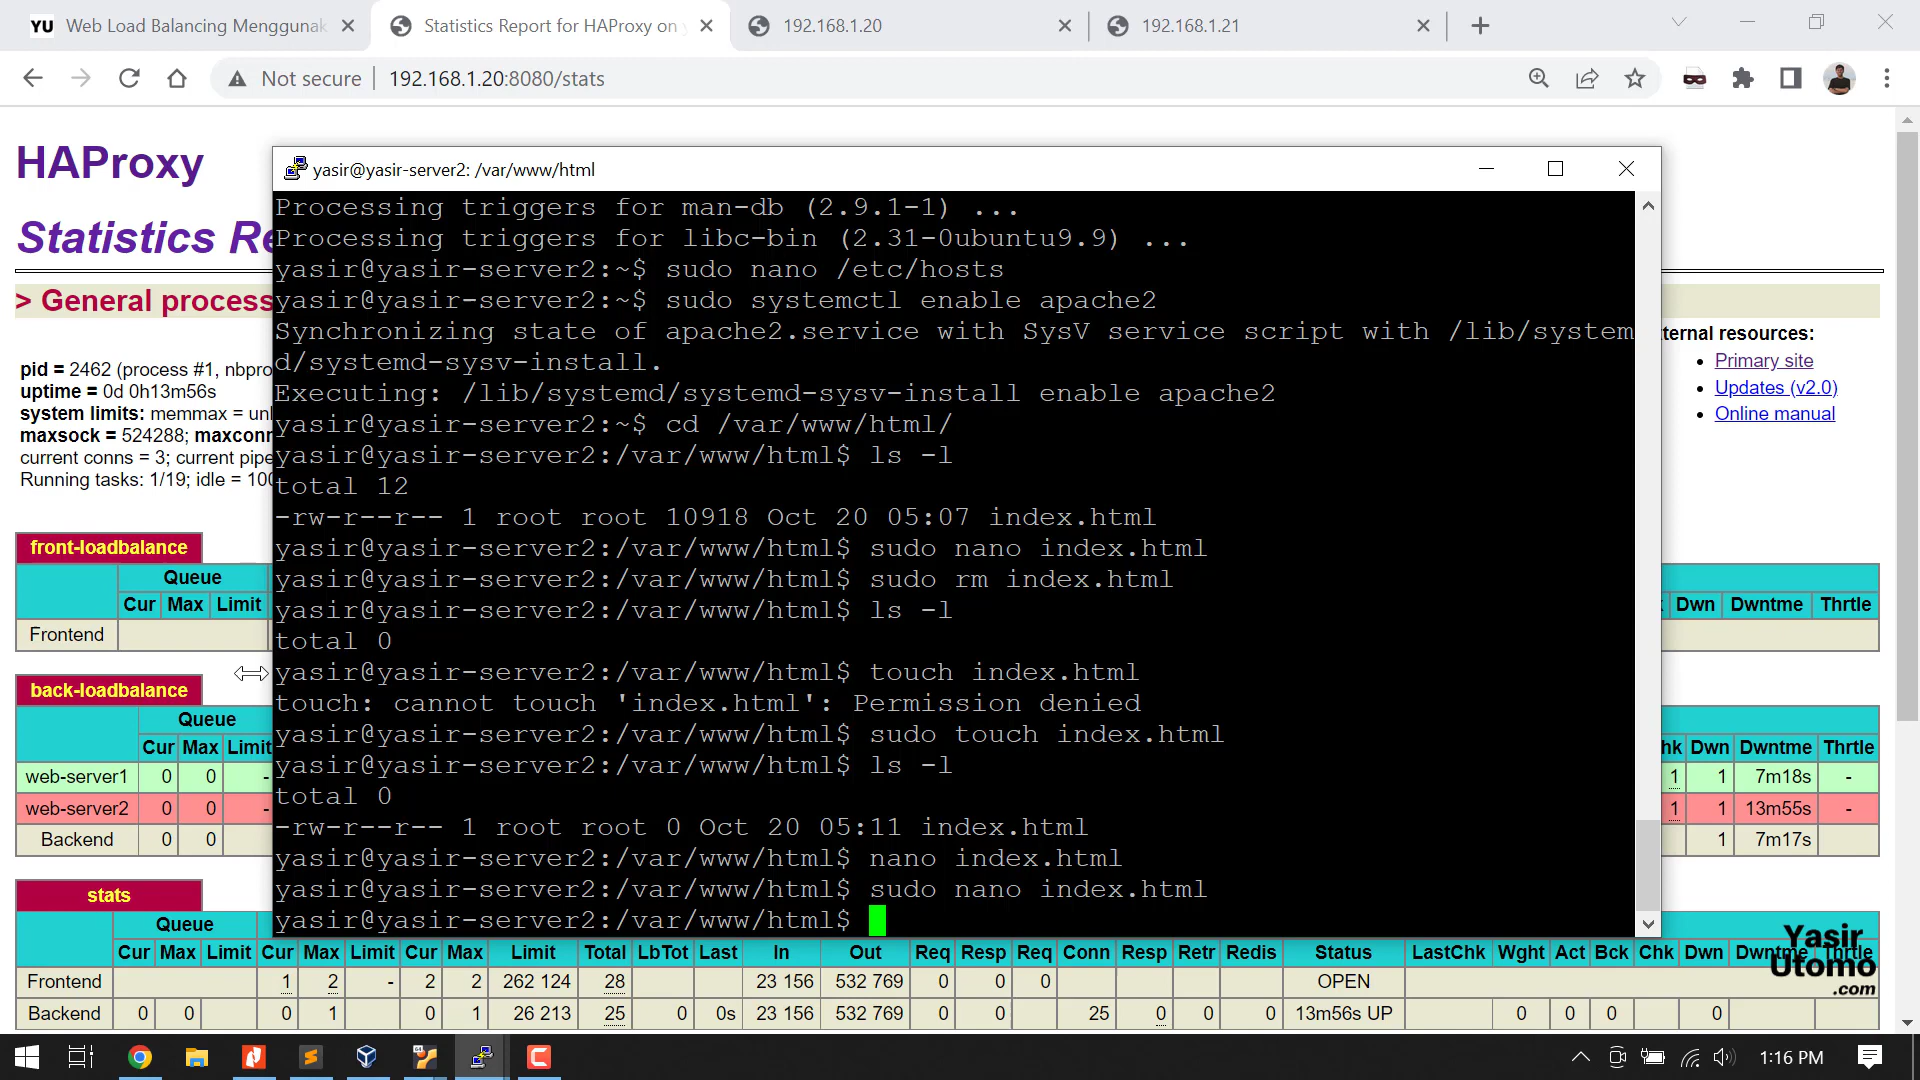 YU Web Load Balancing Menggunak
Statistics Report for HAProxy on y
192.168.1.20
192.168.1.21
Not secure
192.168.1.20:8080/stats
HAProxy
Statistics Re
> General process
pid = 2462 (process #1, nbpro
uptime = 0d 0h13m56s
system limits: memmax = unl
maxsock = 524288; maxconn
current conns = 3; current pipe
Running tasks: 1/19; idle = 100
ternal resources:
Primary site
Updates (v2.0)
Online manual
yasir@yasir-server2: /var/www/html
Processing triggers for man-db (2.9.1-1) ...
Processing triggers for libc-bin (2.31-0ubuntu9.9) ...
yasir@yasir-server2:~$ sudo nano /etc/hosts
yasir@yasir-server2:~$ sudo systemctl enable apache2
Synchronizing state of apache2.service with SysV service script with /lib/system
d/systemd-sysv-install.
Executing: /lib/systemd/systemd-sysv-install enable apache2
yasir@yasir-server2:~$ cd /var/www/html/
yasir@yasir-server2:/var/www/html$ ls -l
total 12
-rw-r--r-- 1 root root 10918 Oct 20 05:07 index.html
yasir@yasir-server2:/var/www/html$ sudo nano index.html
yasir@yasir-server2:/var/www/html$ sudo rm index.html
yasir@yasir-server2:/var/www/html$ ls -l
total 0
yasir@yasir-server2:/var/www/html$ touch index.html
touch: cannot touch 'index.html': Permission denied
yasir@yasir-server2:/var/www/html$ sudo touch index.html
yasir@yasir-server2:/var/www/html$ ls -l
total 0
-rw-r--r-- 1 root root 0 Oct 20 05:11 index.html
yasir@yasir-server2:/var/www/html$ nano index.html
yasir@yasir-server2:/var/www/html$ sudo nano index.html
yasir@yasir-server2:/var/www/html$
front-loadbalance
Queue
Cur Max Limit
Dwn Dwntme Thrtle
Frontend
back-loadbalance
Queue
Cur Max Limit
hk Dwn Dwntme Thrtle
web-server1 0 0 -
1 1 7m18s -
web-server2 0 0 -
1 1 13m55s -
Backend 0 0
1 7m17s
stats
Queue
Cur Max Limit Cur Max Limit Cur Max Limit Total LbTot Last In Out Req Resp Req Conn Resp Retr Redis Status LastChk Wght Act Bck Chk Dwn Dwntme Thrtle
Frontend 1 2 - 2 2 262 124 28 23 156 532 769 0 0 0 OPEN
Backend 0 0 0 1 0 1 26 213 25 0 0s 23 156 532 769 0 0 25 0 0 0 13m56s UP 0 0 0 0
Yasir
Utomo
.com
1:16 PM